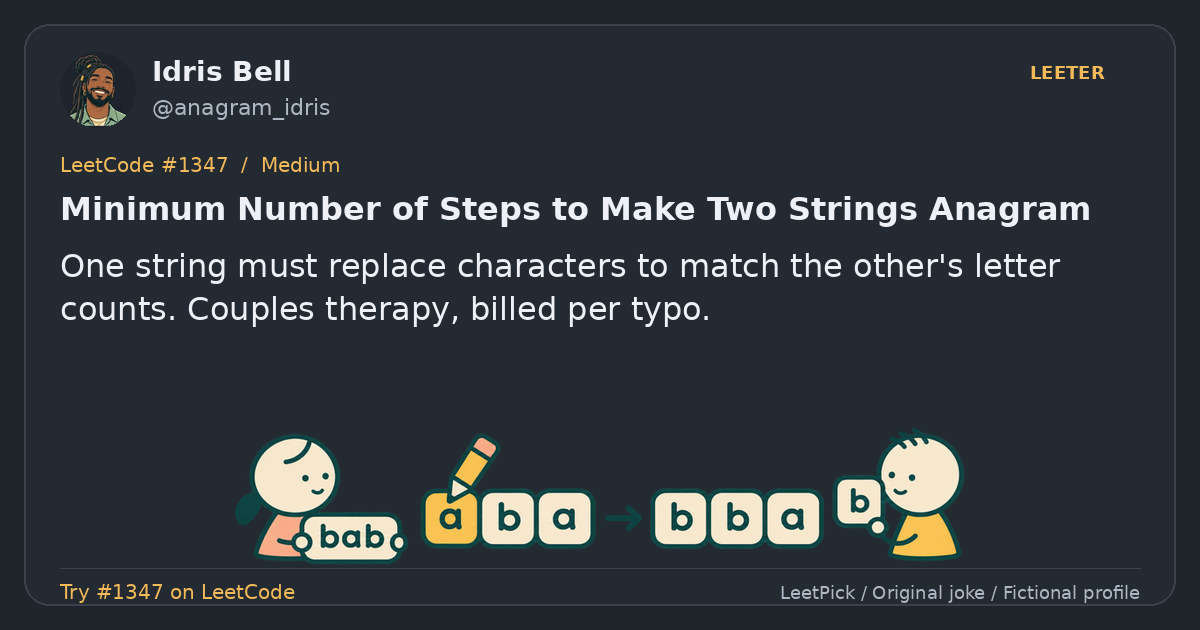 Idris Bell
LEETER
@anagram_idris
LeetCode #1347 / Medium
Minimum Number of Steps to Make Two Strings Anagram
One string must replace characters to match the other's letter
counts. Couples therapy, billed per typo.
bab
a b a → b b a
b
Try #1347 on LeetCode
LeetPick / Original joke / Fictional profile